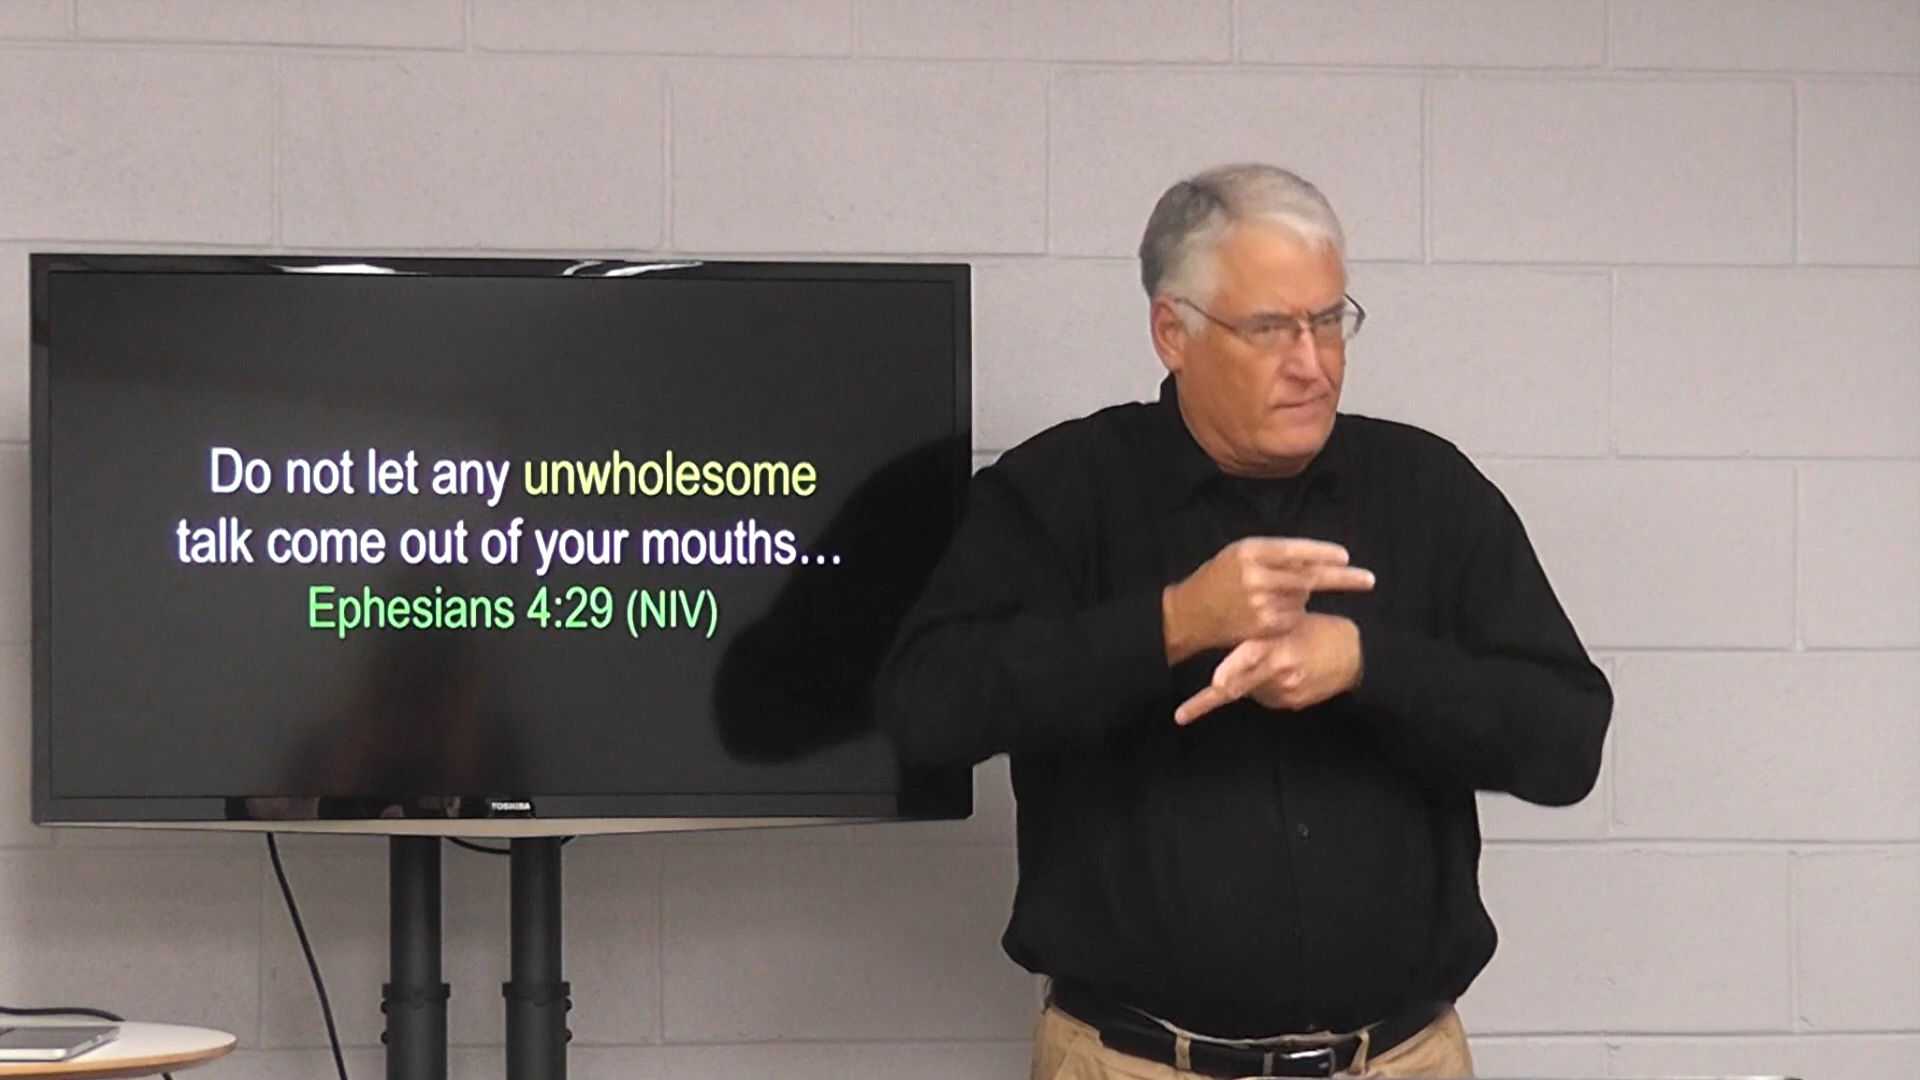 Do not let any unwholesome
talk come out of your mouths...
Ephesians 4:29 (NIV)
TOSHIBA